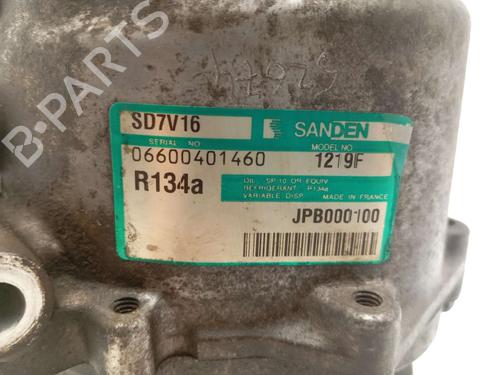 B-PARTS
SD7V16
SANDEN
SERIAL NO
MODEL NO
06600401460
1219F
R134a
OIL SP-10 OR EQUIV
REFRIGERANT R134a
VARIABLE DISP. MADE IN FRANCE
JPB000100